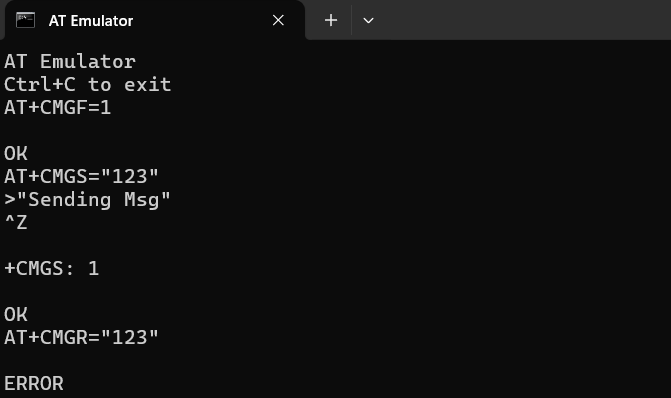 AT Emulator
AT Emulator
Ctrl+C to exit
AT+CMGF=1
OK
AT+CMGS="123"
>"Sending Msg"
^Z
+CMGS: 1
OK
AT+CMGR="123"
ERROR